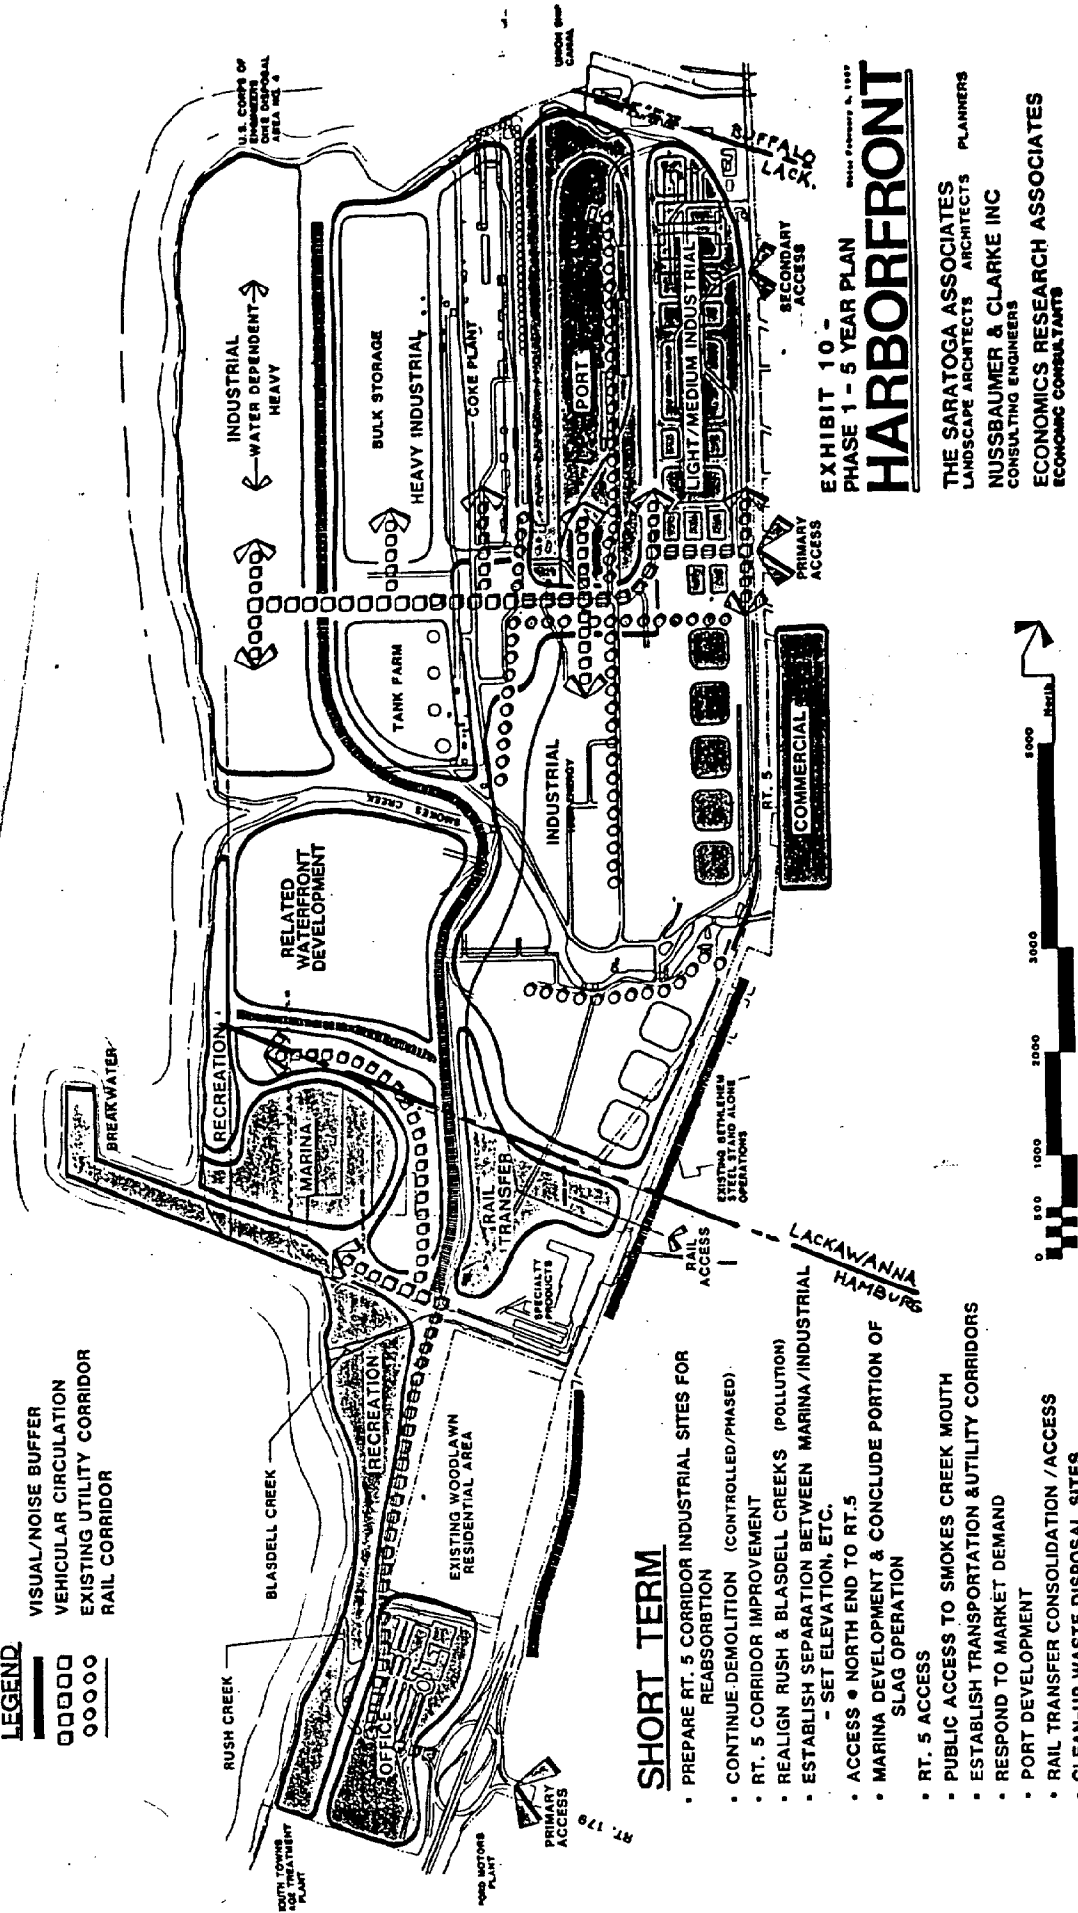 LEGEND
VISUAL/NOISE BUFFER
VEHICULAR CIRCULATION
EXISTING UTILITY CORRIDOR
RAIL CORRIDOR
RUSH CREEK
BLASDELL CREEK
BREAKWATER
U.S. CORPS OF
ENGINEERS
DIKE DISPOSAL
AREA NO. 4
UNION SHIP
CANAL
INDUSTRIAL
WATER DEPENDENT
HEAVY
BULK STORAGE
HEAVY INDUSTRIAL
COKE PLANT
PORT
LIGHT/MEDIUM INDUSTRIAL
BUFFALO
LACK.
SECONDARY
ACCESS
TANK FARM
SMOKES CREEK
RELATED
WATERFRONT
DEVELOPMENT
RECREATION
MARINA
RAIL
TRANSFER
INDUSTRIAL
ENERGY
PRIMARY
ACCESS
RT. 5
COMMERCIAL
EXISTING BETHLEHEM
STEEL STAND ALONE
OPERATIONS
RAIL
ACCESS
LACKAWANNA
HAMBURG
SPECIALTY
PRODUCTS
RECREATION
EXISTING WOODLAWN
RESIDENTIAL AREA
OFFICE
PRIMARY
ACCESS
RT. 179
FORD MOTORS
PLANT
TREATMENT
PLANT
EXHIBIT 10 -
PHASE 1 - 5 YEAR PLAN
HARBORFRONT
THE SARATOGA ASSOCIATES
LANDSCAPE ARCHITECTS ARCHITECTS PLANNERS
NUSSBAUMER & CLARKE INC
CONSULTING ENGINEERS
ECONOMICS RESEARCH ASSOCIATES
ECONOMIC CONSULTANTS
0 500 1000 2000 3000 5000
North
SHORT TERM
• PREPARE RT. 5 CORRIDOR INDUSTRIAL SITES FOR
REABSORBTION
• CONTINUE DEMOLITION (CONTROLLED/PHASED)
• RT. 5 CORRIDOR IMPROVEMENT
• REALIGN RUSH & BLASDELL CREEKS (POLLUTION)
• ESTABLISH SEPARATION BETWEEN MARINA/INDUSTRIAL
- SET ELEVATION, ETC.
• ACCESS @ NORTH END TO RT.5
• MARINA DEVELOPMENT & CONCLUDE PORTION OF
SLAG OPERATION
• RT. 5 ACCESS
• PUBLIC ACCESS TO SMOKES CREEK MOUTH
• ESTABLISH TRANSPORTATION & UTILITY CORRIDORS
• RESPOND TO MARKET DEMAND
• PORT DEVELOPMENT
• RAIL TRANSFER CONSOLIDATION / ACCESS
• CLEAN UP WASTE DISPOSAL SITES